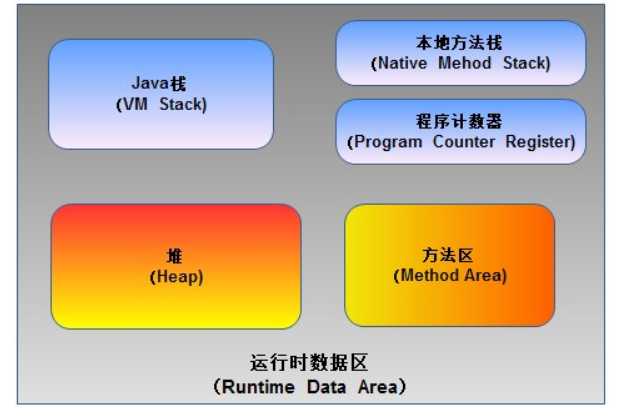 Java栈
(VM Stack)
本地方法栈
(Native Mehod Stack)
程序计数器
(Program Counter Register)
堆
(Heap)
方法区
(Method Area)
运行时数据区
(Runtime Data Area)